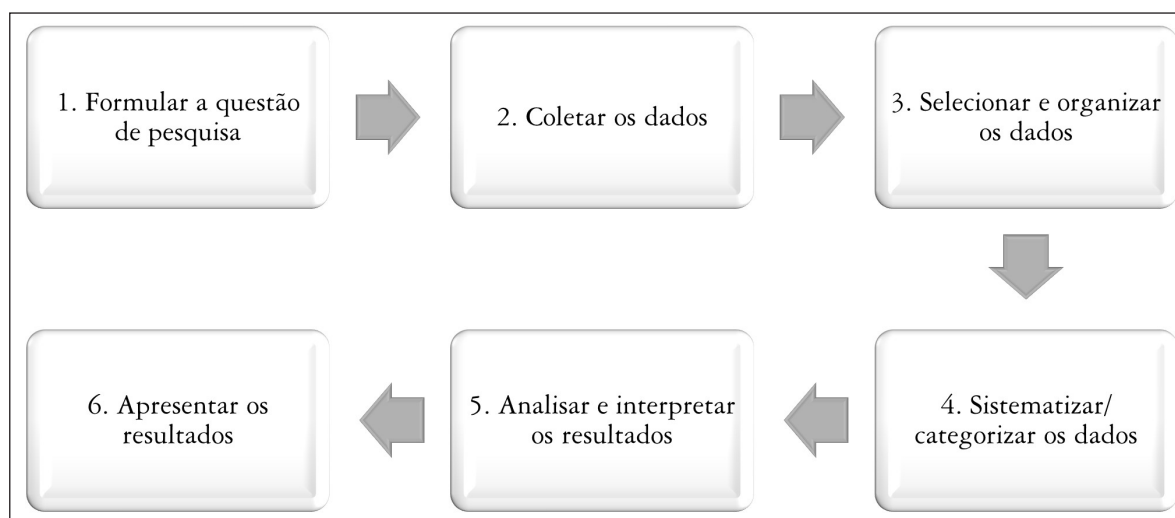 1. Formular a questão
de pesquisa
2. Coletar os dados
3. Selecionar e organizar
os dados
4. Sistematizar/
categorizar os dados
5. Analisar e interpretar
os resultados
6. Apresentar os
resultados